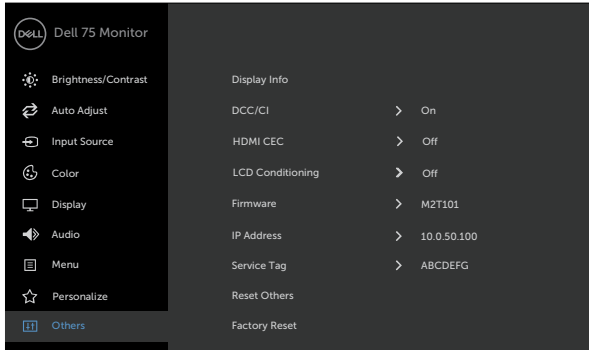 DELL Dell 75 Monitor
Brightness/Contrast Display Info
Auto Adjust DCC/CI On
Input Source HDMI CEC Off
Color LCD Conditioning Off
Display Firmware M2T101
Audio IP Address 10.0.50.100
Menu Service Tag ABCDEFG
Personalize Reset Others
Others Factory Reset